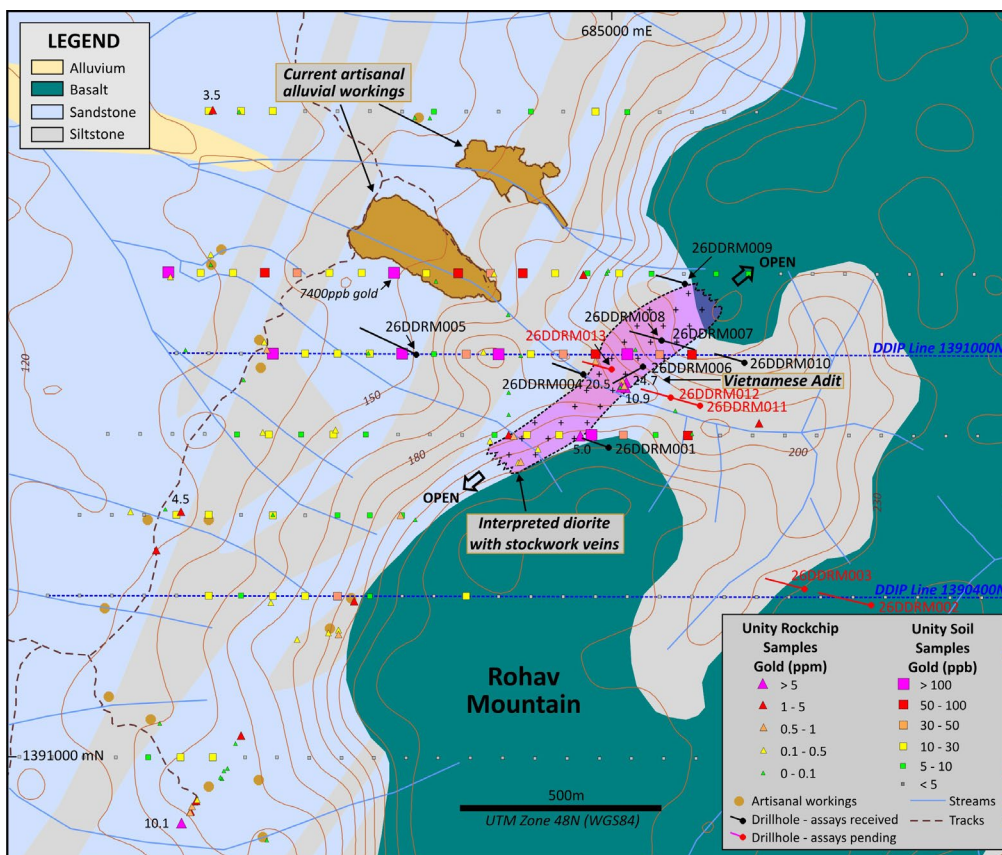 685000 mE
LEGEND
Alluvium
Basalt
Sandstone
Siltstone
Current artisanal
alluvial workings
3.5
26DDRM009
OPEN
7400ppb gold
26DDRM008
26DDRM013
26DDRM007
26DDRM005
DDIP Line 1391000N
26DDRM010
26DDRM006
26DDRM004
20.5
24.7
Vietnamese Adit
10.9
26DDRM012
26DDRM011
120
150
180
200
5.0
26DDRM001
OPEN
4.5
Interpreted diorite
with stockwork veins
26DDRM003
DDIP Line 1390400N
26DDRM002
Rohav
Mountain
1391000 mN
10.1
500m
UTM Zone 48N (WGS84)
Unity Rockchip
Samples
Gold (ppm)
> 5
1 - 5
0.5 - 1
0.1 - 0.5
0 - 0.1
Unity Soil
Samples
Gold (ppb)
> 100
50 - 100
30 - 50
10 - 30
5 - 10
< 5
Artisanal workings
Drillhole - assays received
Drillhole - assays pending
Streams
Tracks